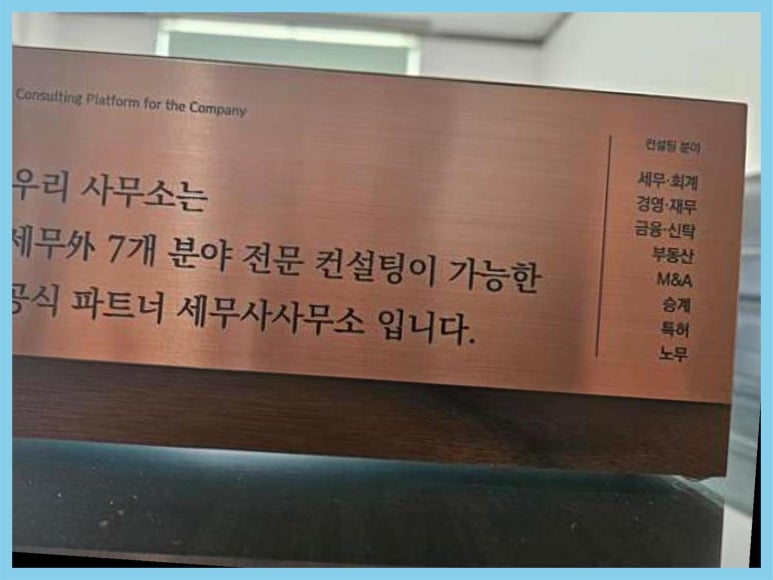 Consulting Platform for the Company
우리 사무소는
세무外 7개 분야 전문 컨설팅이 가능한
공식 파트너 세무사사무소 입니다.
컨설팅 분야
세무·회계
경영·재무
금융·신탁
부동산
M&A
승계
특허
노무